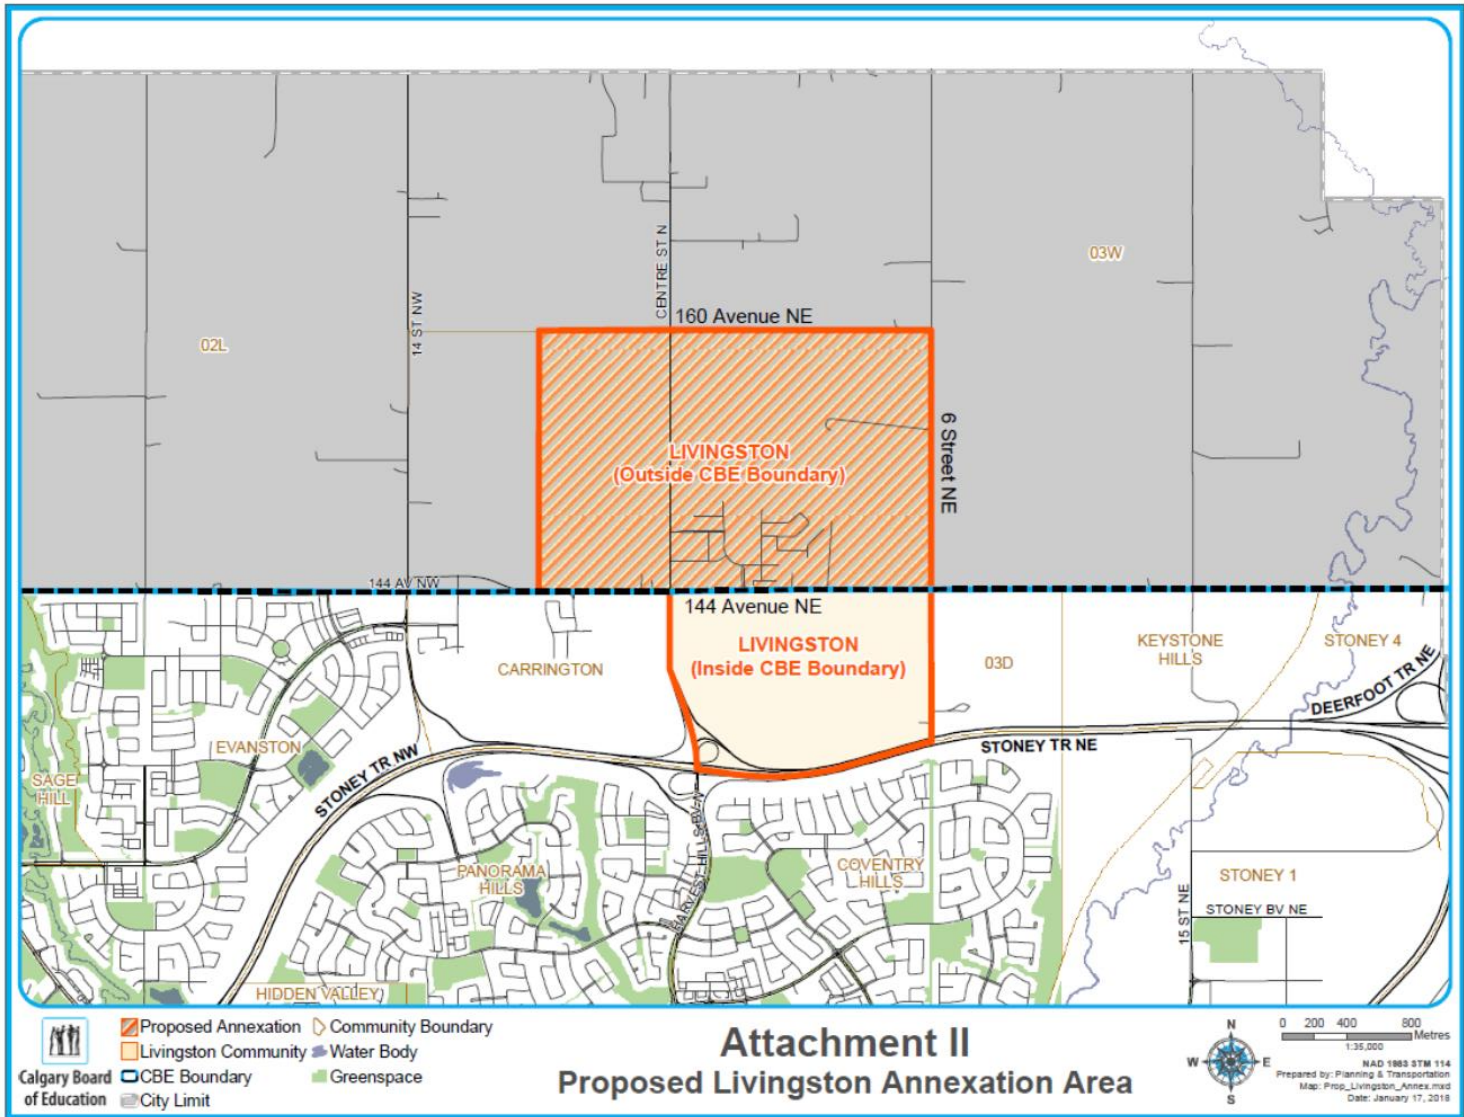 03W
CENTRE ST N
160 Avenue NE
14 ST NW
02L
6 Street NE
LIVINGSTON
(Outside CBE Boundary)
144 AV NW
144 Avenue NE
LIVINGSTON
(Inside CBE Boundary)
CARRINGTON
03D
KEYSTONE
HILLS
STONEY 4
DEERFOOT TR NE
EVANSTON
STONEY TR NW
STONEY TR NE
SAGE
HILL
PANORAMA
HILLS
HARVEST HILLS BV N
COVENTRY
HILLS
STONEY 1
15 ST NE
STONEY BV NE
HIDDEN VALLEY
Calgary Board
of Education
Proposed Annexation
Community Boundary
Livingston Community
Water Body
CBE Boundary
Greenspace
City Limit
Attachment II
Proposed Livingston Annexation Area
N
W
E
S
0 200 400 800
Metres
1:35,000
NAD 1983 3TM 114
Prepared by: Planning & Transportation
Map: Prop_Livingston_Annex.mxd
Date: January 17, 2018